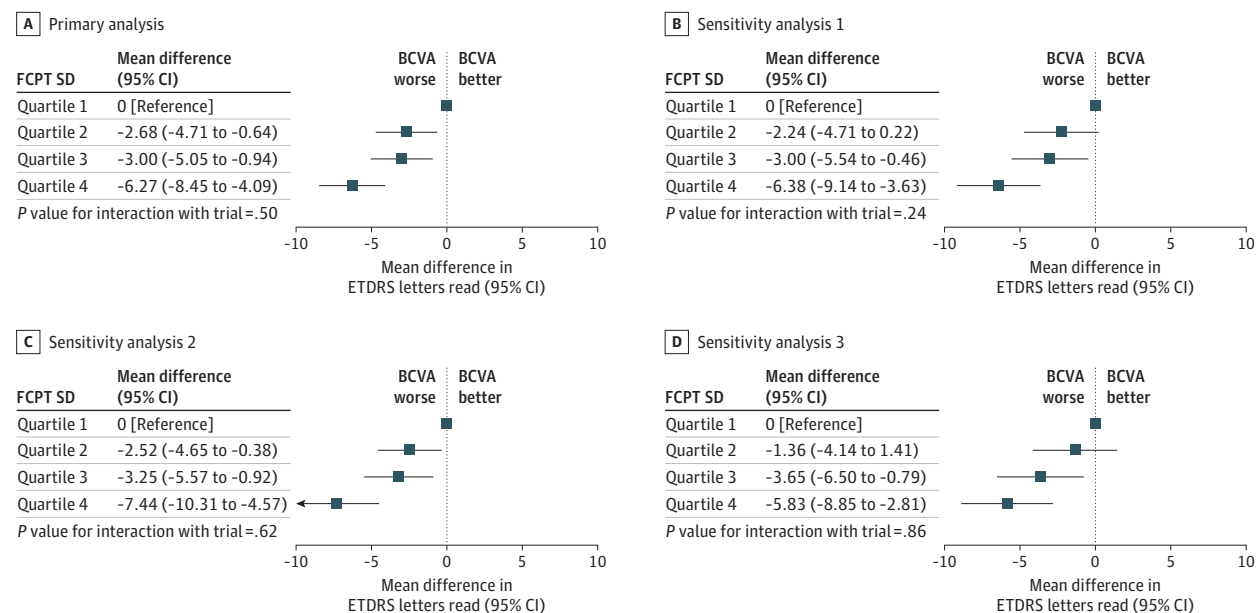 A Primary analysis
Mean difference
(95% CI)
FCPT SD
BCVA worse
BCVA better
Quartile 1 0 [Reference]
Quartile 2 -2.68 (-4.71 to -0.64)
Quartile 3 -3.00 (-5.05 to -0.94)
Quartile 4 -6.27 (-8.45 to -4.09)
P value for interaction with trial=.50
-10 -5 0 5 10
Mean difference in
ETDRS letters read (95% CI)
B Sensitivity analysis 1
Mean difference
(95% CI)
FCPT SD
BCVA worse
BCVA better
Quartile 1 0 [Reference]
Quartile 2 -2.24 (-4.71 to 0.22)
Quartile 3 -3.00 (-5.54 to -0.46)
Quartile 4 -6.38 (-9.14 to -3.63)
P value for interaction with trial=.24
-10 -5 0 5 10
Mean difference in
ETDRS letters read (95% CI)
C Sensitivity analysis 2
Mean difference
(95% CI)
FCPT SD
BCVA worse
BCVA better
Quartile 1 0 [Reference]
Quartile 2 -2.52 (-4.65 to -0.38)
Quartile 3 -3.25 (-5.57 to -0.92)
Quartile 4 -7.44 (-10.31 to -4.57)
P value for interaction with trial=.62
-10 -5 0 5 10
Mean difference in
ETDRS letters read (95% CI)
D Sensitivity analysis 3
Mean difference
(95% CI)
FCPT SD
BCVA worse
BCVA better
Quartile 1 0 [Reference]
Quartile 2 -1.36 (-4.14 to 1.41)
Quartile 3 -3.65 (-6.50 to -0.79)
Quartile 4 -5.83 (-8.85 to -2.81)
P value for interaction with trial=.86
-10 -5 0 5 10
Mean difference in
ETDRS letters read (95% CI)